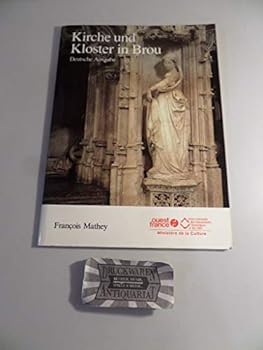 Kirche und
Kloster in Brou
Deutsche Ausgabe
François Mathey
ouest
france
Ministère de la Culture
DRUCKWAREN
ANTIQUARIAT